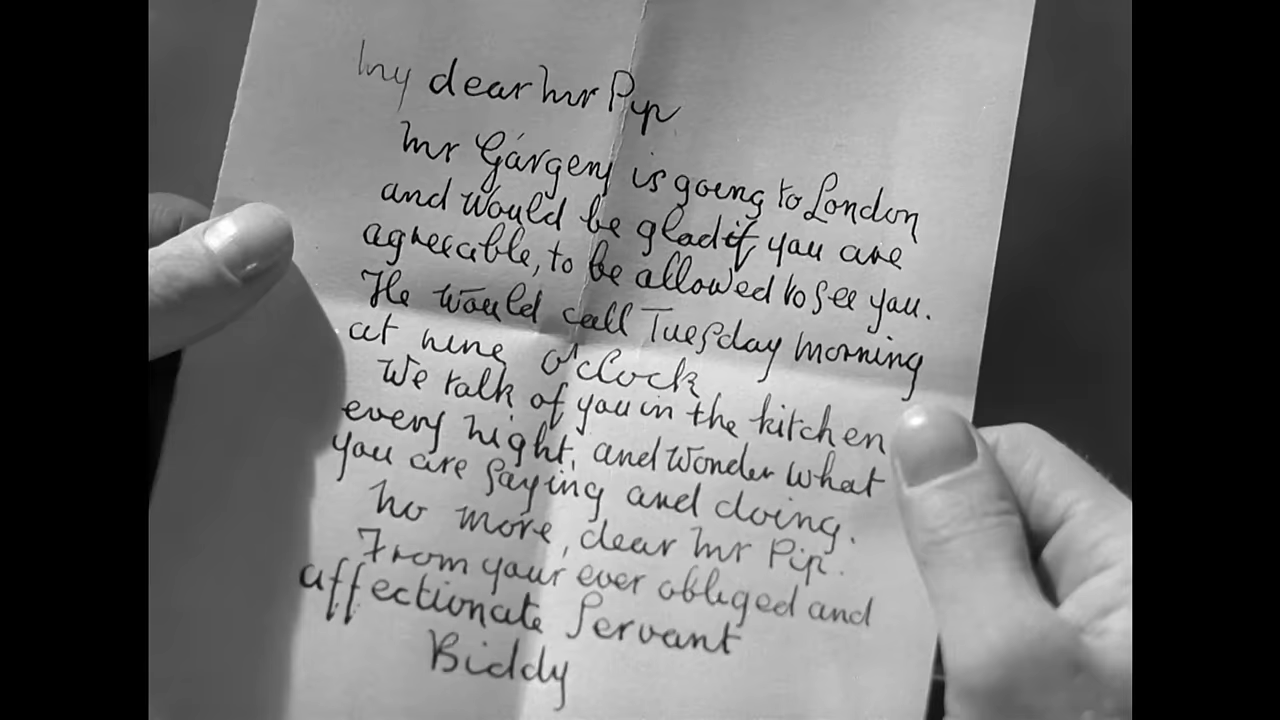 My dear Mr Pip
Mr Gargery is going to London
and would be glad if you are
agreeable, to be allowed to see you.
He would call Tuesday morning
at nine o'clock
We talk of you in the kitchen
every night, and wonder what
you are saying and doing.
No more, dear Mr Pip.
From your ever obliged and
affectionate Servant
Biddy